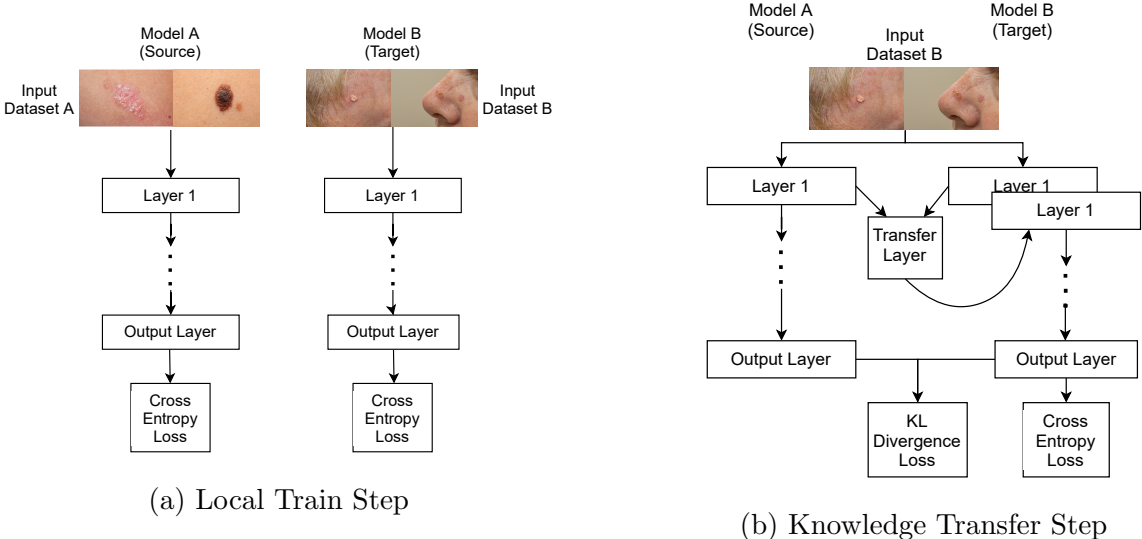 Model A
(Source)
Model B
(Target)
Input
Dataset A
Input
Dataset B
Layer 1
Layer 1
Output Layer
Output Layer
Cross
Entropy
Loss
Cross
Entropy
Loss
(a) Local Train Step
Model A
(Source)
Model B
(Target)
Input
Dataset B
Layer 1
Layer 1
Layer 1
Transfer
Layer
Output Layer
Output Layer
KL
Divergence
Loss
Cross
Entropy
Loss
(b) Knowledge Transfer Step